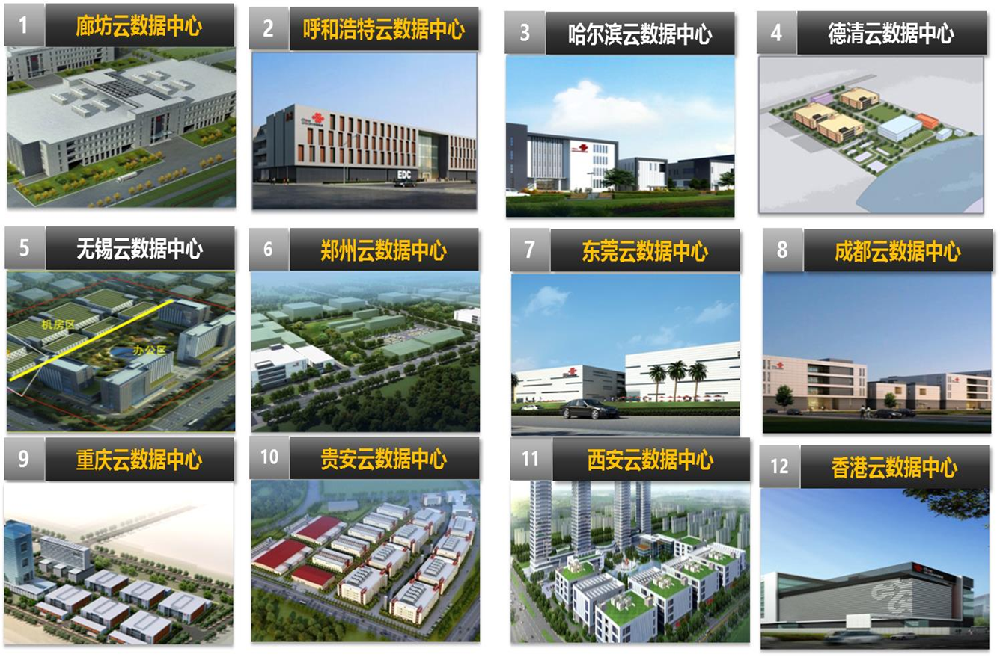 1 廊坊云数据中心
2 呼和浩特云数据中心
3 哈尔滨云数据中心
4 德清云数据中心
EDC
5 无锡云数据中心
6 郑州云数据中心
7 东莞云数据中心
8 成都云数据中心
机房区
办公区
9 重庆云数据中心
10 贵安云数据中心
11 西安云数据中心
12 香港云数据中心